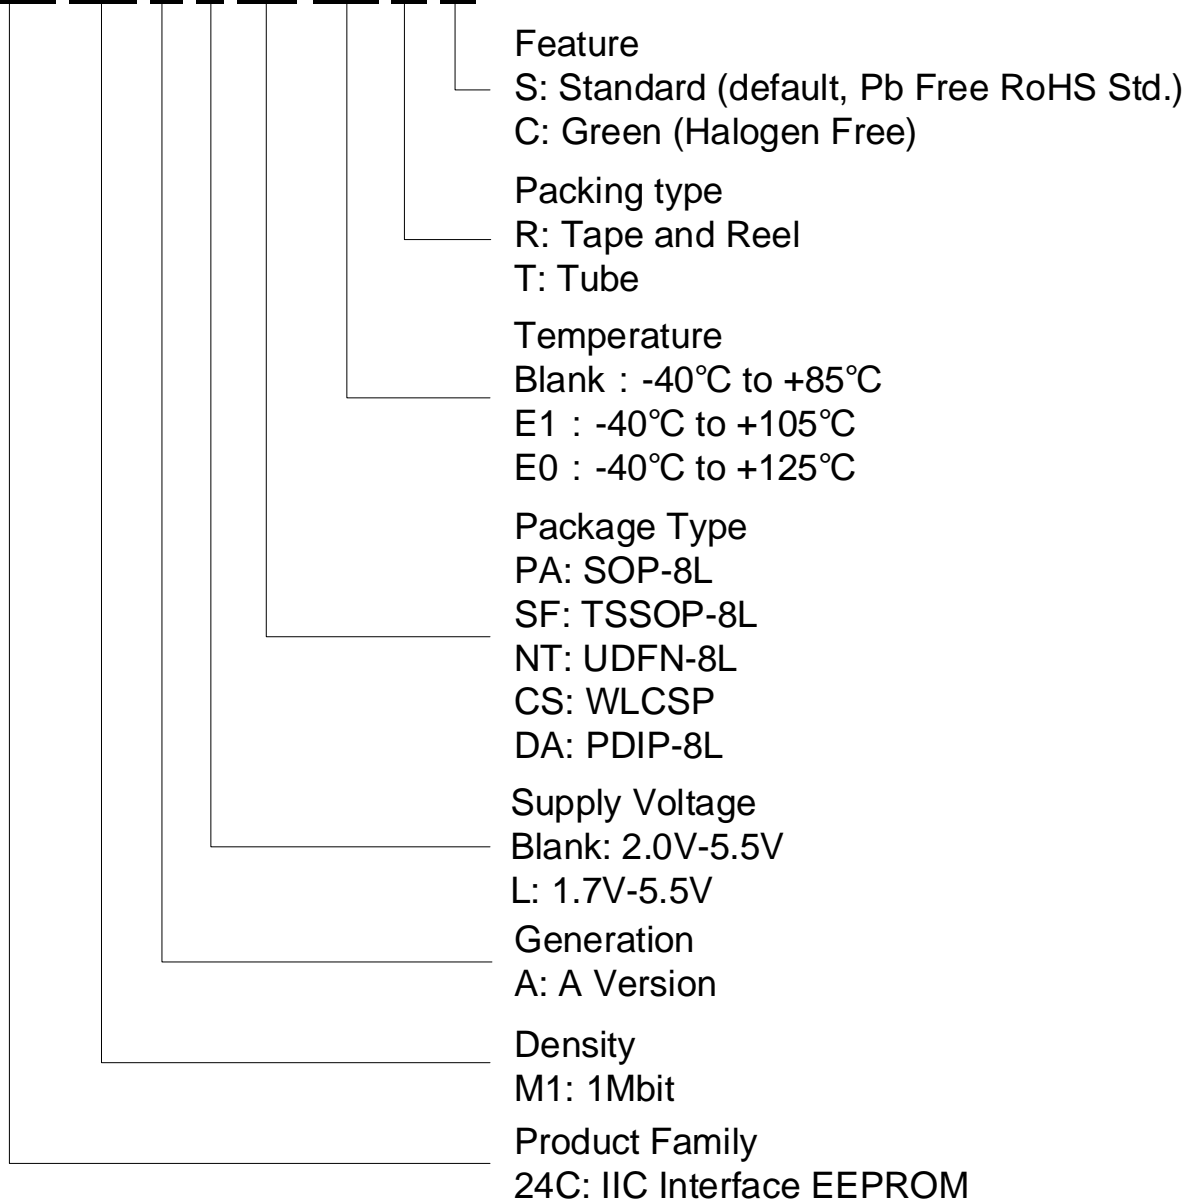 Feature
S: Standard (default, Pb Free RoHS Std.)
C: Green (Halogen Free)
Packing type
R: Tape and Reel
T: Tube
Temperature
Blank：-40℃ to +85℃
E1：-40℃ to +105℃
E0：-40℃ to +125℃
Package Type
PA: SOP-8L
SF: TSSOP-8L
NT: UDFN-8L
CS: WLCSP
DA: PDIP-8L
Supply Voltage
Blank: 2.0V-5.5V
L: 1.7V-5.5V
Generation
A: A Version
Density
M1: 1Mbit
Product Family
24C: IIC Interface EEPROM